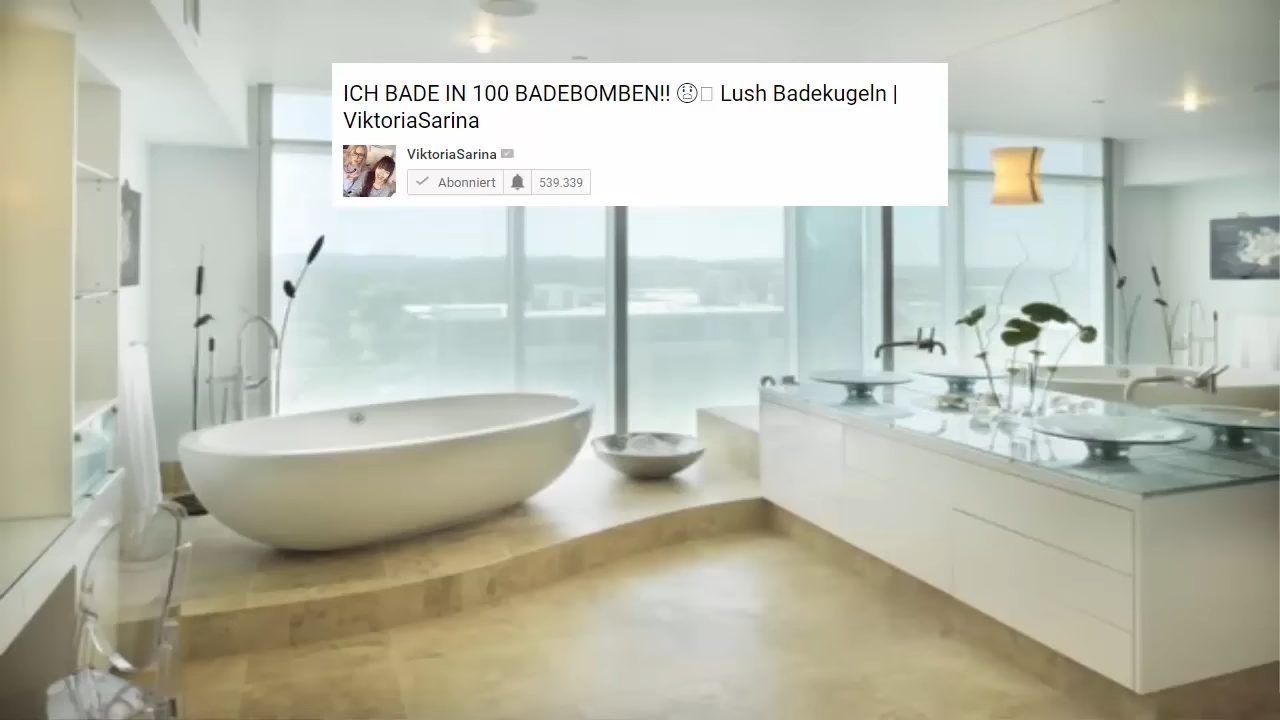 ICH BADE IN 100 BADEBOMBEN!! 😟▯ Lush Badekugeln |
ViktoriaSarina
ViktoriaSarina
Abonniert 539.339